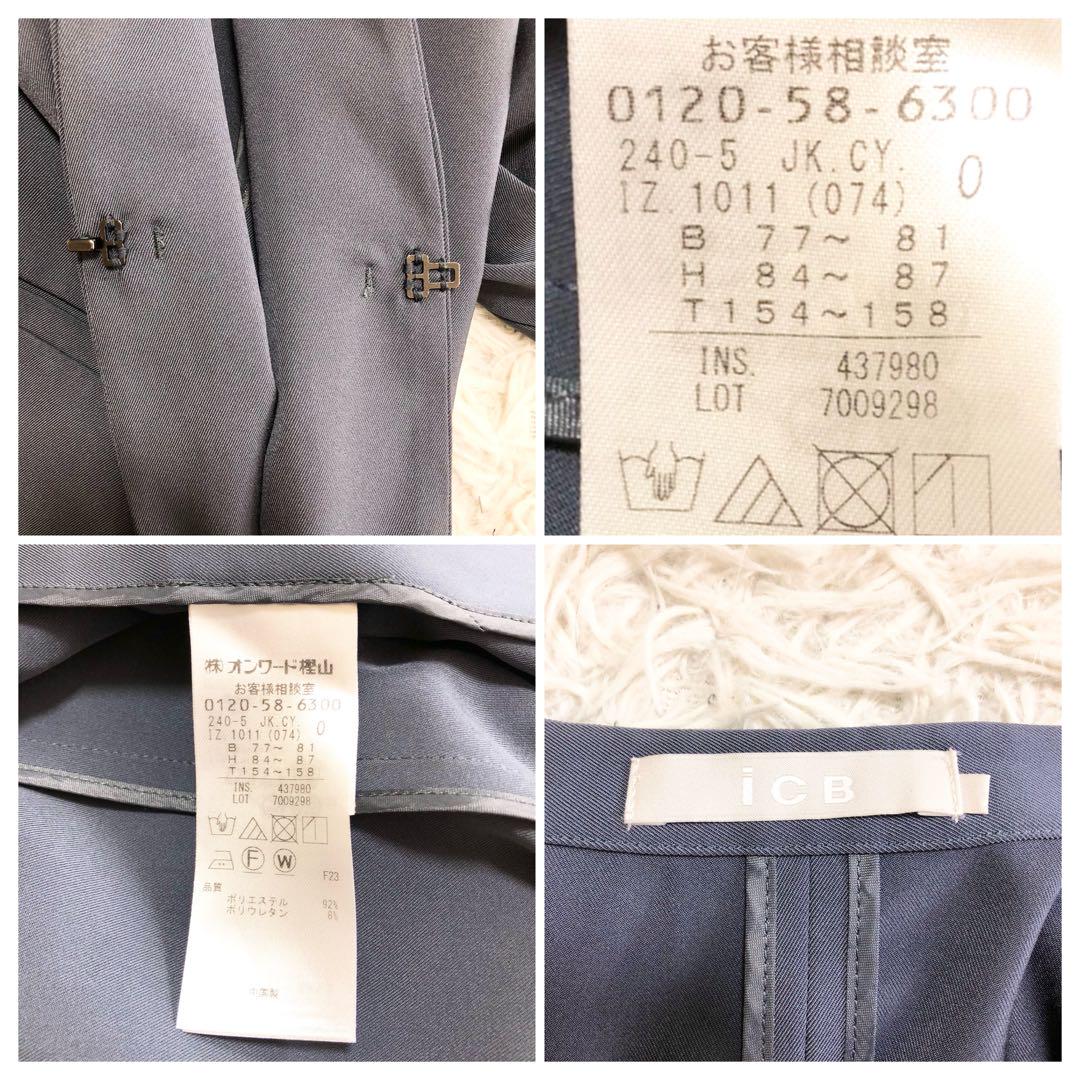 お客様相談室
0120-58-6300
240-5 JK.CY. 0
IZ.1011 (074)
B 77～ 81
H 84～ 87
T154～158
INS. 437980
LOT 7009298
㈱オンワード樫山
お客様相談室
0120-58-6300
240-5 JK.CY. 0
IZ.1011 (074)
B 77～ 81
H 84～ 87
T154～158
INS. 437980
LOT 7009298
F W
F23
品質
ポリエステル 92%
ポリウレタン 8%
中国製
iCB